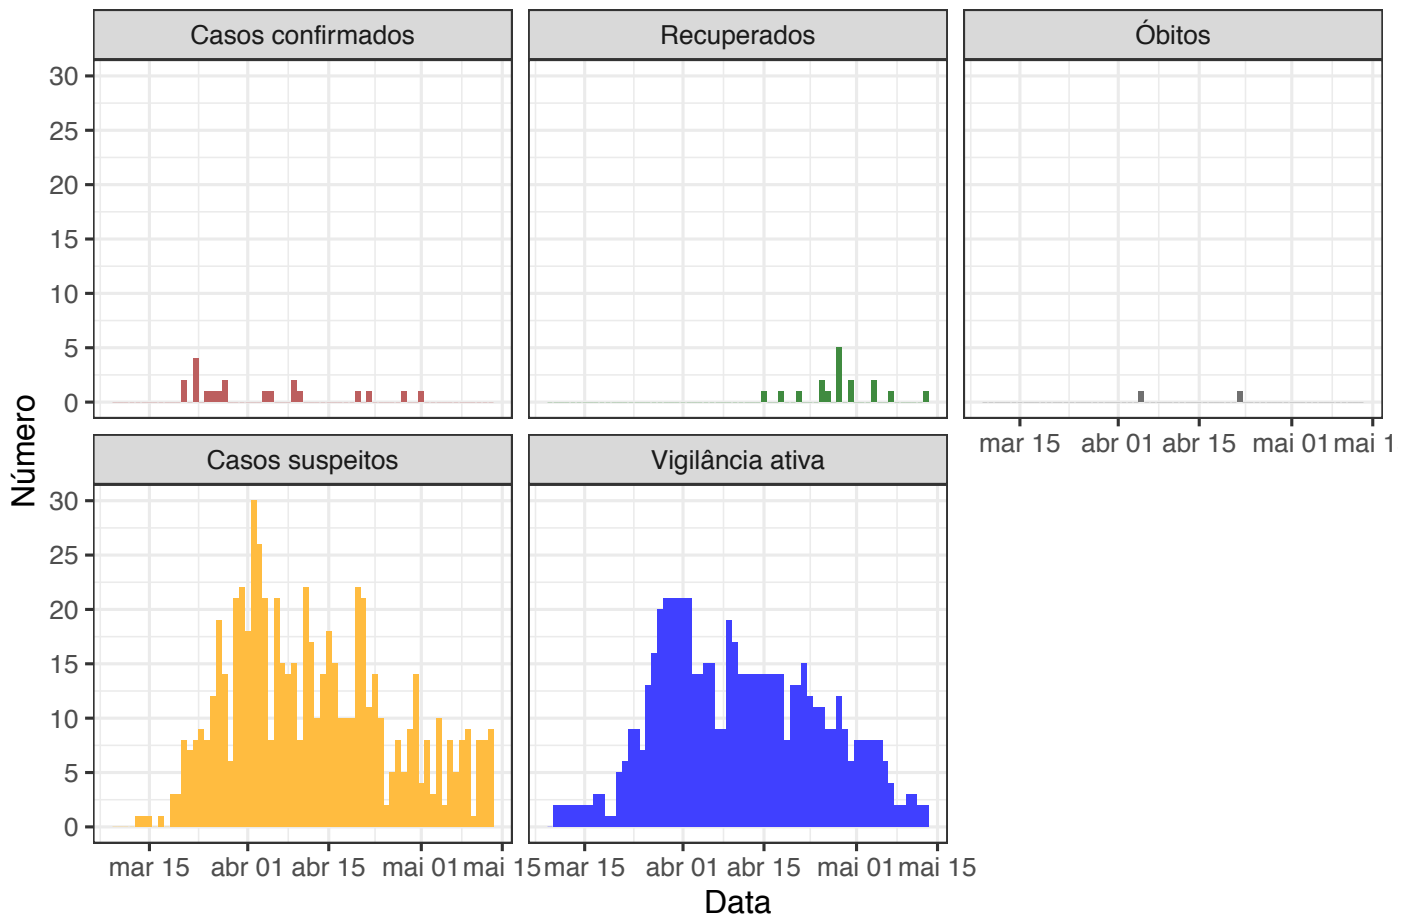 Casos confirmados
Recuperados
Óbitos
30
25
20
15
10
5
0
mar 15 abr 01 abr 15 mai 01 mai 1
Número
Casos suspeitos
Vigilância ativa
30
25
20
15
10
5
0
mar 15 abr 01 abr 15 mai 01 mai 15
mar 15 abr 01 abr 15 mai 01 mai 15
Data